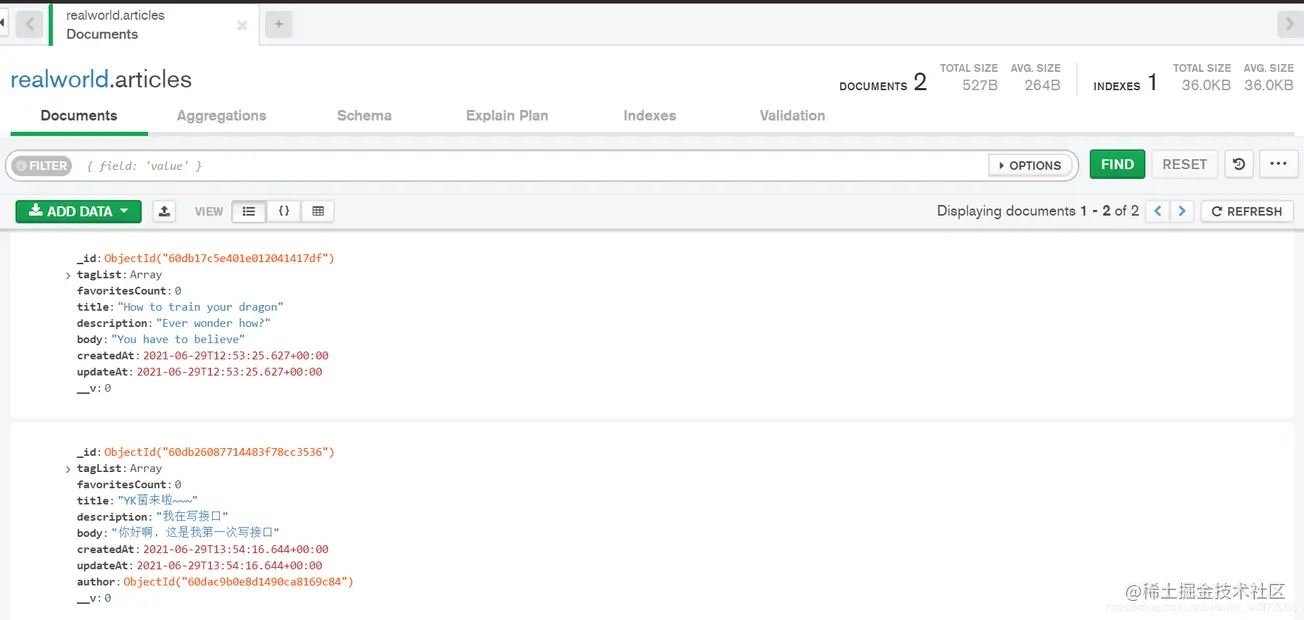 realworld.articles
Documents
realworld.articles
DOCUMENTS 2 TOTAL SIZE 527B AVG. SIZE 264B INDEXES 1 TOTAL SIZE 36.0KB AVG. SIZE 36.0KB
Documents Aggregations Schema Explain Plan Indexes Validation
FILTER { field: 'value' } OPTIONS FIND RESET ...
ADD DATA VIEW {} Displaying documents 1 - 2 of 2 REFRESH
_id: ObjectId("60db17c5e401e012041417df")
tagList: Array
favoritesCount: 0
title: "How to train your dragon"
description: "Ever wonder how?"
body: "You have to believe"
createdAt: 2021-06-29T12:53:25.627+00:00
updateAt: 2021-06-29T12:53:25.627+00:00
__v: 0
_id: ObjectId("60db26087714483f78cc3536")
tagList: Array
favoritesCount: 0
title: "YK菌来啦~~~"
description: "我在写接口"
body: "你好啊, 这是我第一次写接口"
createdAt: 2021-06-29T13:54:16.644+00:00
updateAt: 2021-06-29T13:54:16.644+00:00
author: ObjectId("60dac9b0e8d1490ca8169c84")
__v: 0
@稀土掘金技术社区